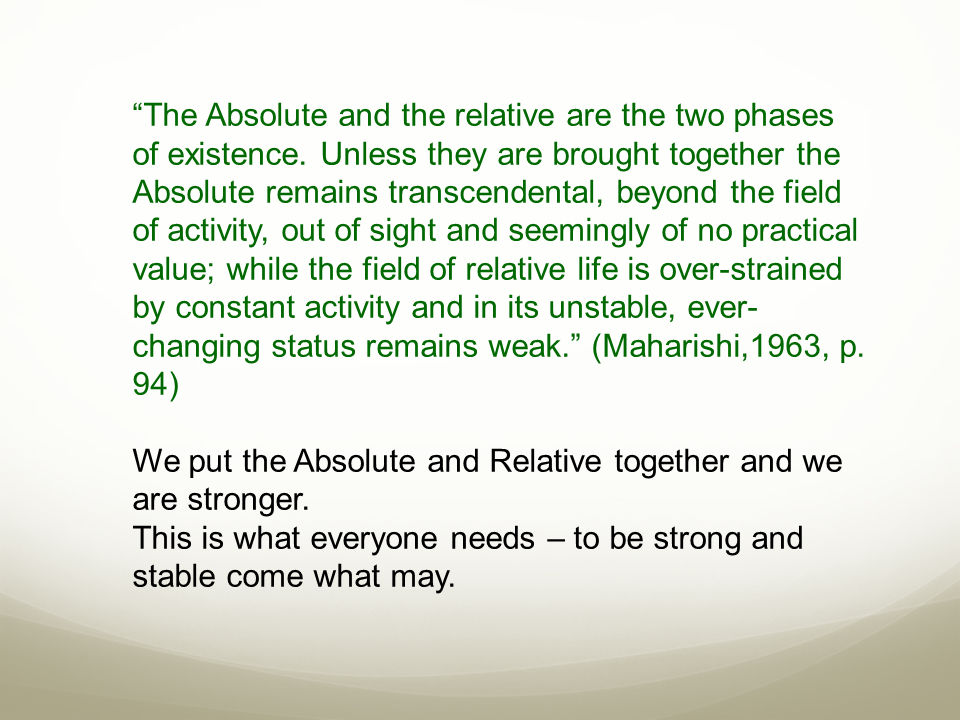 “The Absolute and the relative are the two phases
of existence. Unless they are brought together the
Absolute remains transcendental, beyond the field
of activity, out of sight and seemingly of no practical
value; while the field of relative life is over-strained
by constant activity and in its unstable, ever-
changing status remains weak.” (Maharishi,1963, p.
94)
We put the Absolute and Relative together and we
are stronger.
This is what everyone needs – to be strong and
stable come what may.